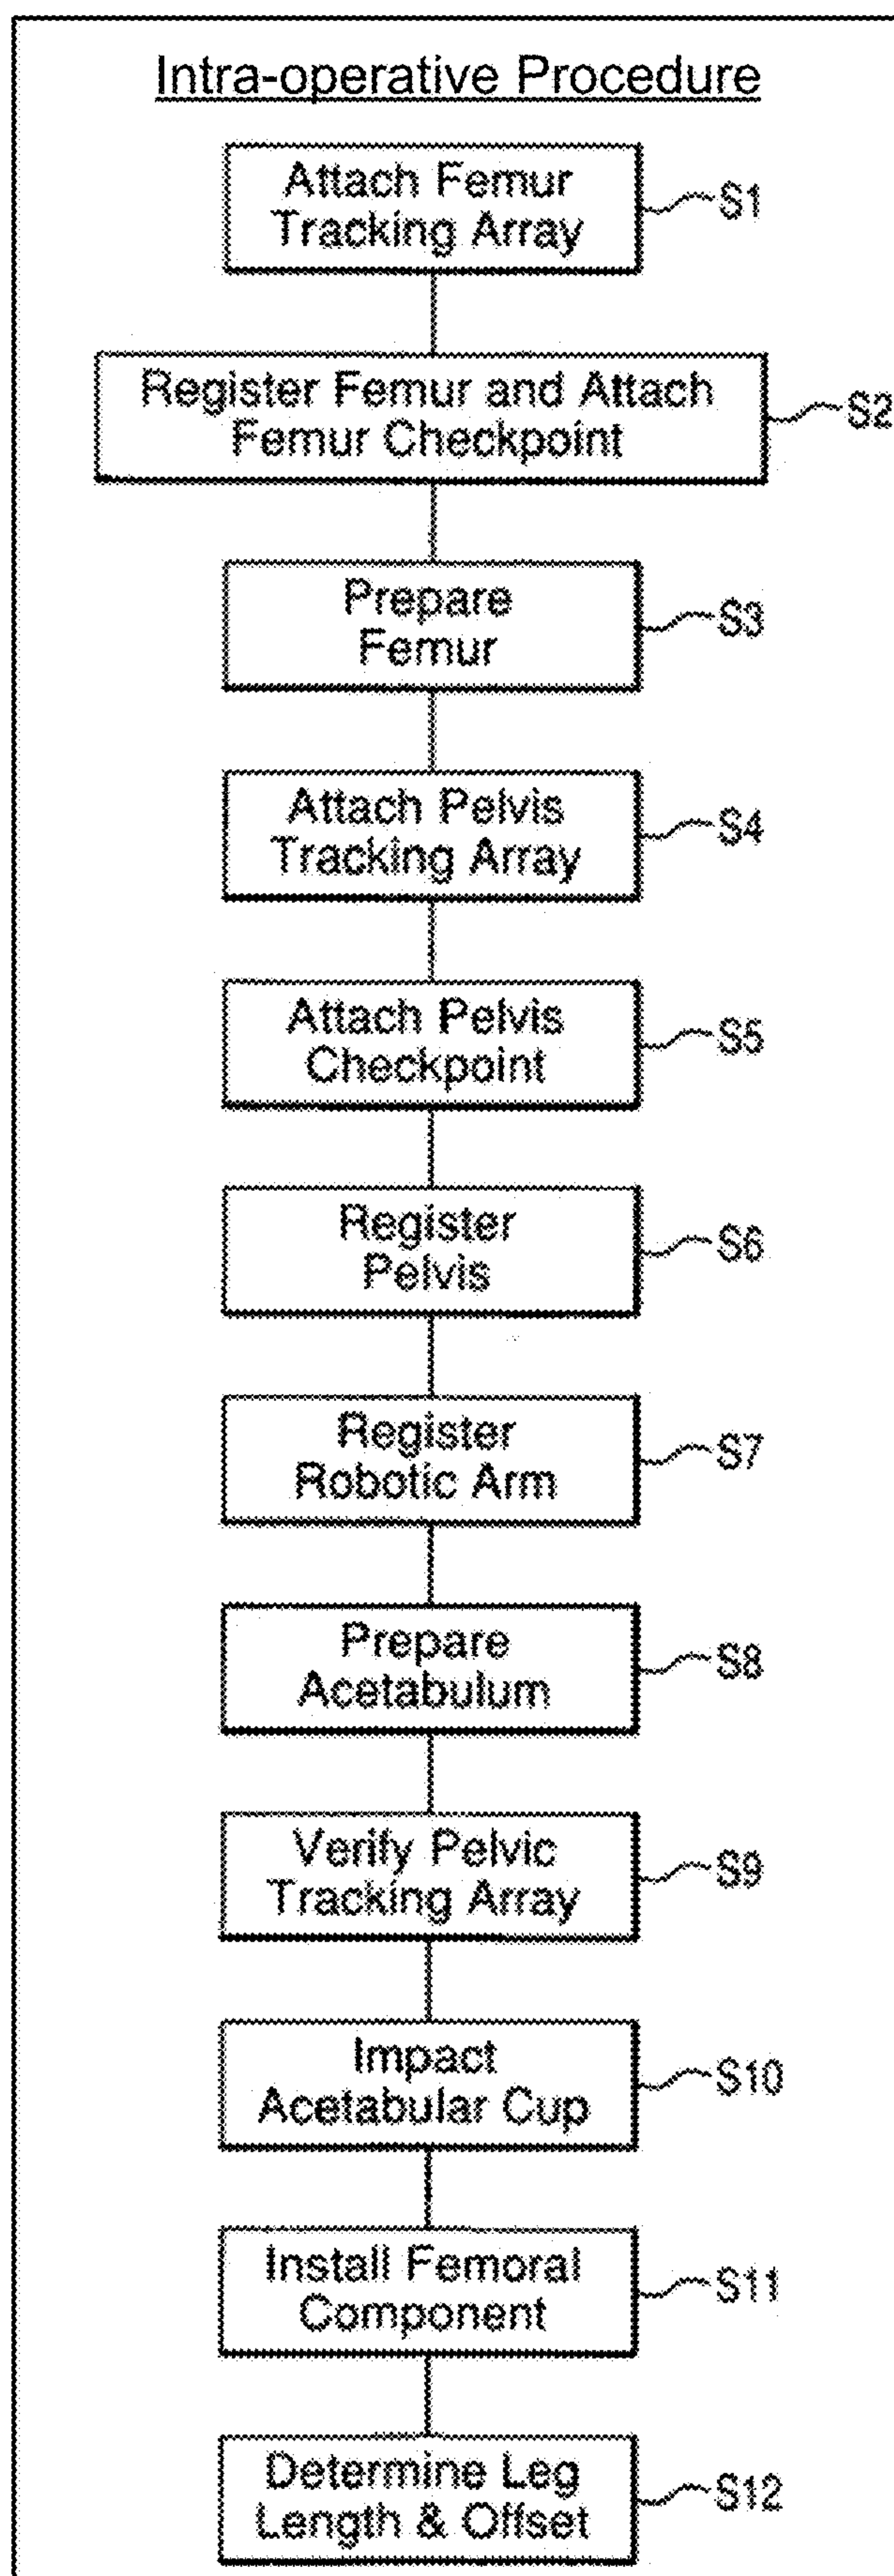 Intra-operative Procedure
Attach Femur
Tracking Array
S1
Register Femur and Attach
Femur Checkpoint
S2
Prepare
Femur
S3
Attach Pelvis
Tracking Array
S4
Attach Pelvis
Checkpoint
S5
Register
Pelvis
S6
Register
Robotic Arm
S7
Prepare
Acetabulum
S8
Verify Pelvic
Tracking Array
S9
Impact
Acetabular Cup
S10
Install Femoral
Component
S11
Determine Leg
Length & Offset
S12